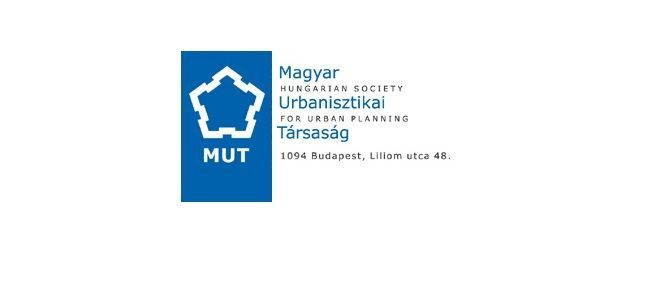 Magyar
HUNGARIAN SOCIETY
Urbanisztikai
FOR URBAN PLANNING
Társaság
MUT
1094 Budapest, Liliom utca 48.